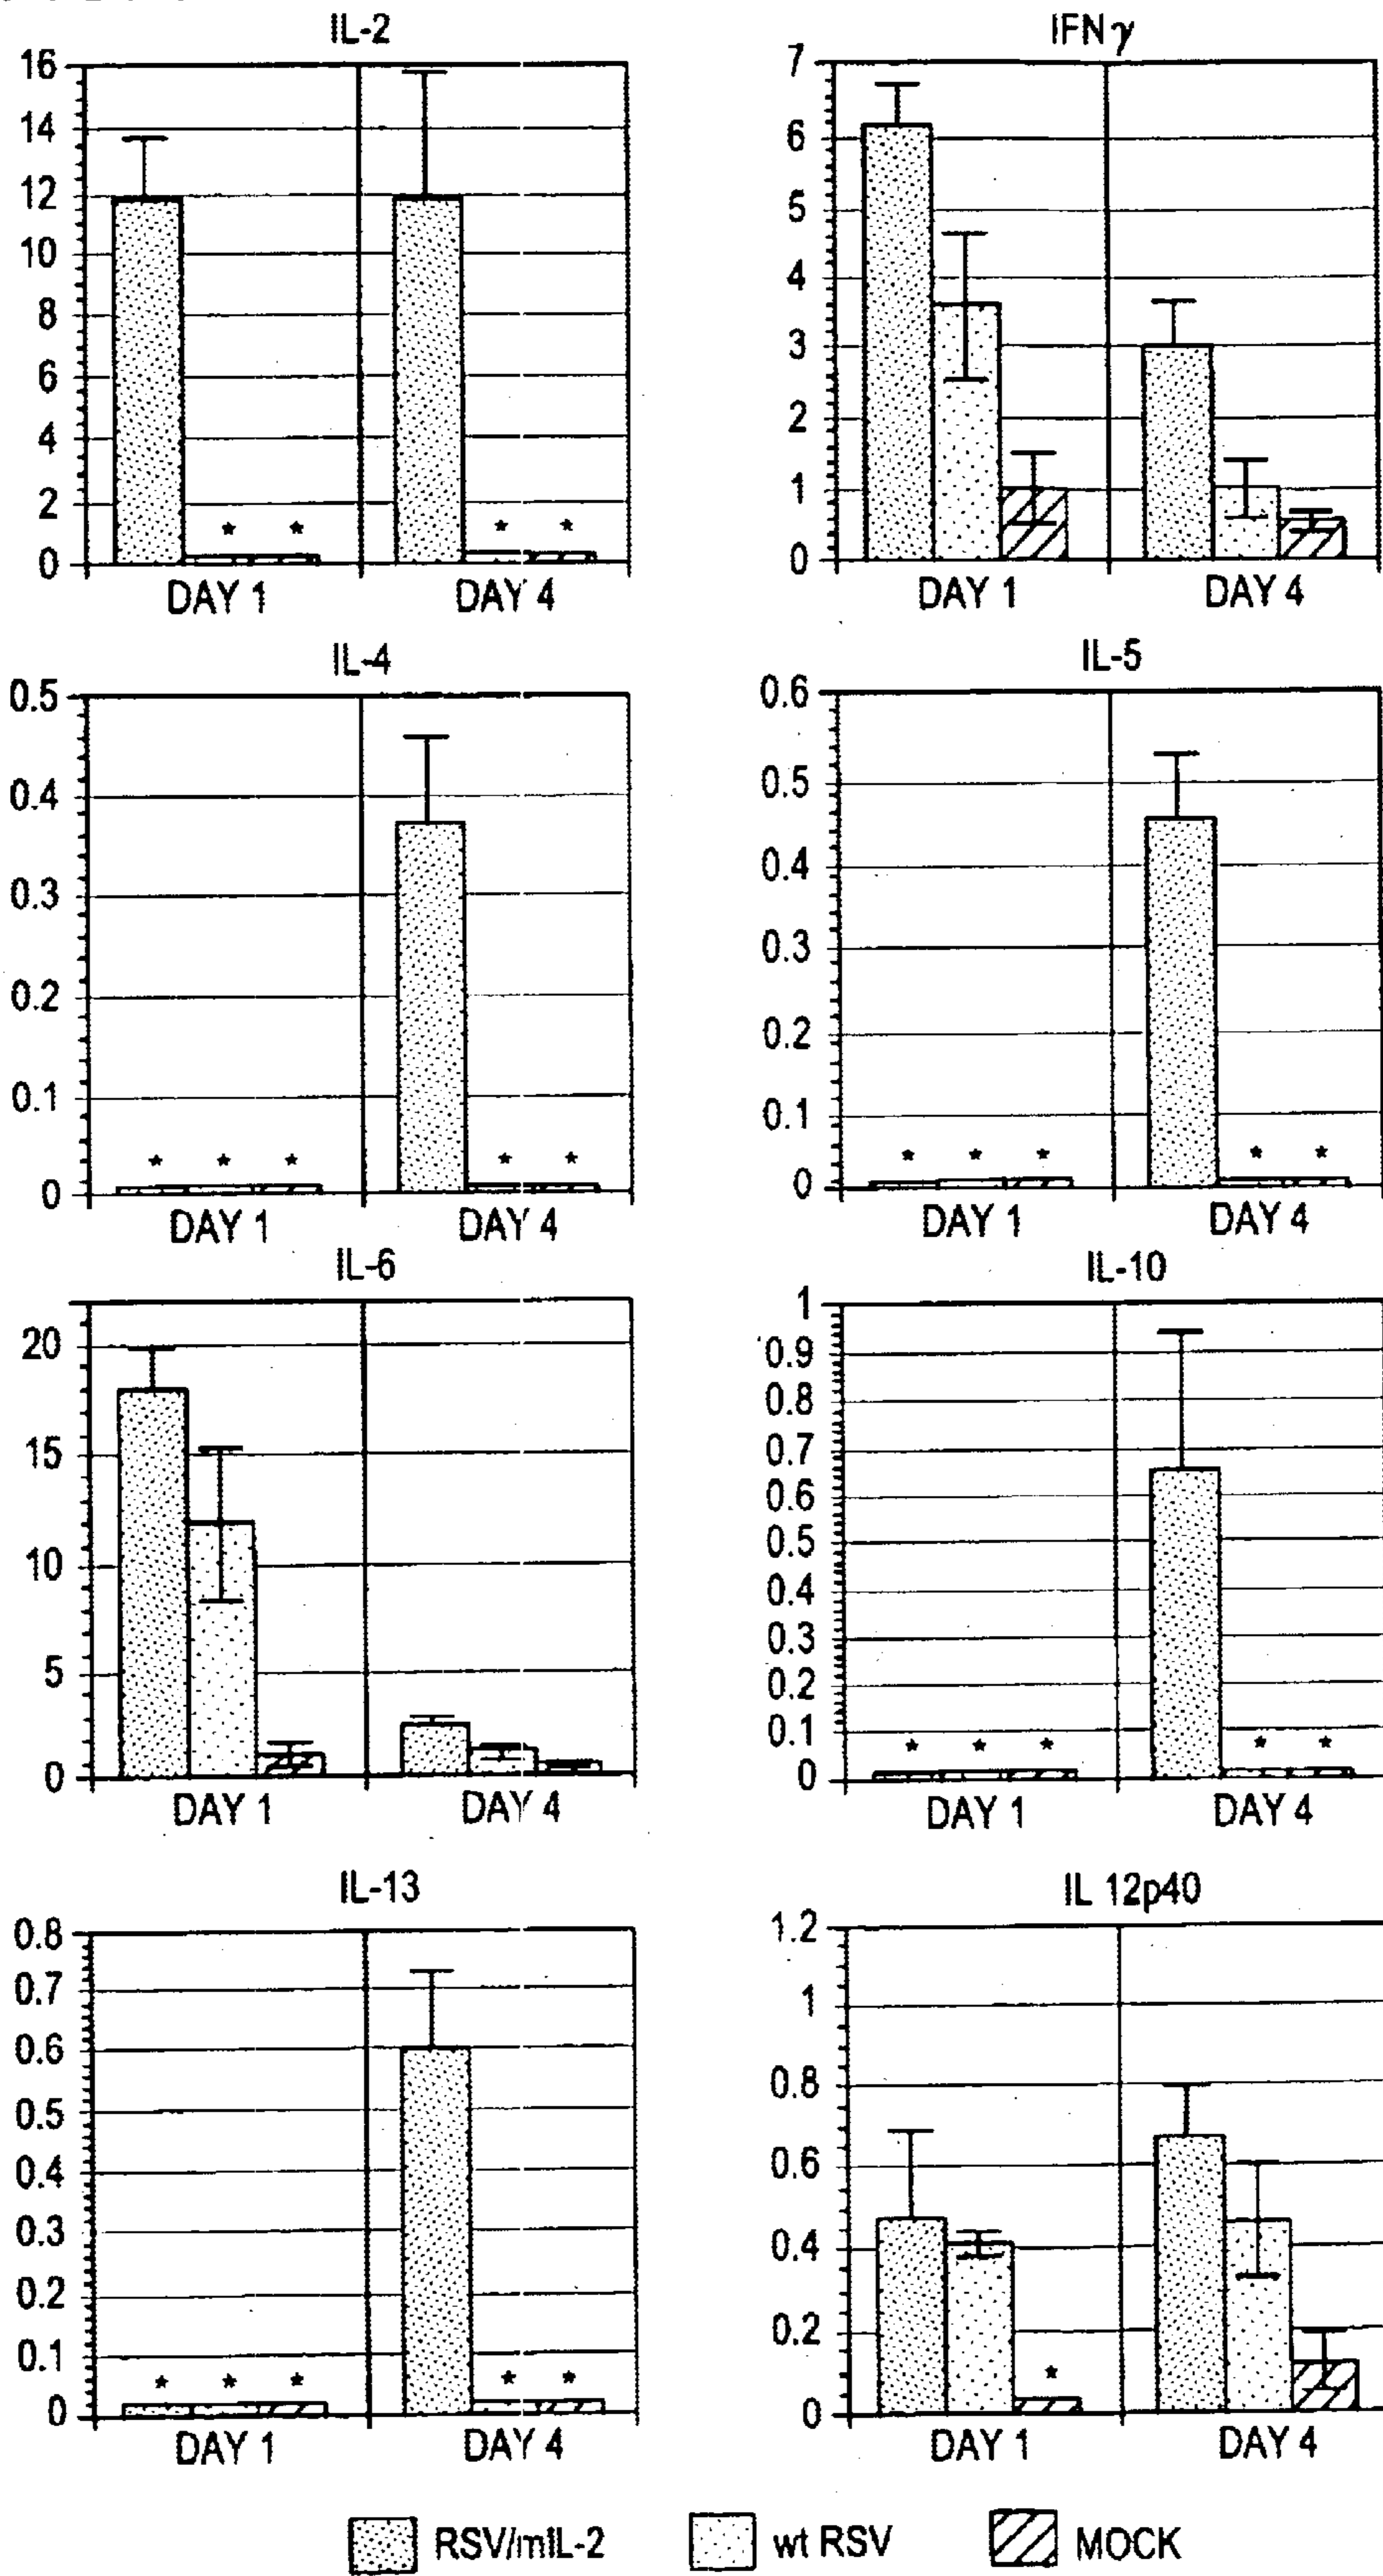 IL-2
16
14
12
10
8
6
4
2
0
* *
* *
DAY 1
DAY 4
IFNγ
7
6
5
4
3
2
1
0
DAY 1
DAY 4
IL-4
0.5
0.4
0.3
0.2
0.1
0
* * *
* *
DAY 1
DAY 4
IL-5
0.6
0.5
0.4
0.3
0.2
0.1
0
* * *
* *
DAY 1
DAY 4
IL-6
20
15
10
5
0
DAY 1
DAY 4
IL-10
1
0.9
0.8
0.7
0.6
0.5
0.4
0.3
0.2
0.1
0
* * *
* *
DAY 1
DAY 4
IL-13
0.8
0.7
0.6
0.5
0.4
0.3
0.2
0.1
0
* * *
* *
DAY 1
DAY 4
IL 12p40
1.2
1
0.8
0.6
0.4
0.2
0
*
DAY 1
DAY 4
RSV/mIL-2
wt RSV
MOCK